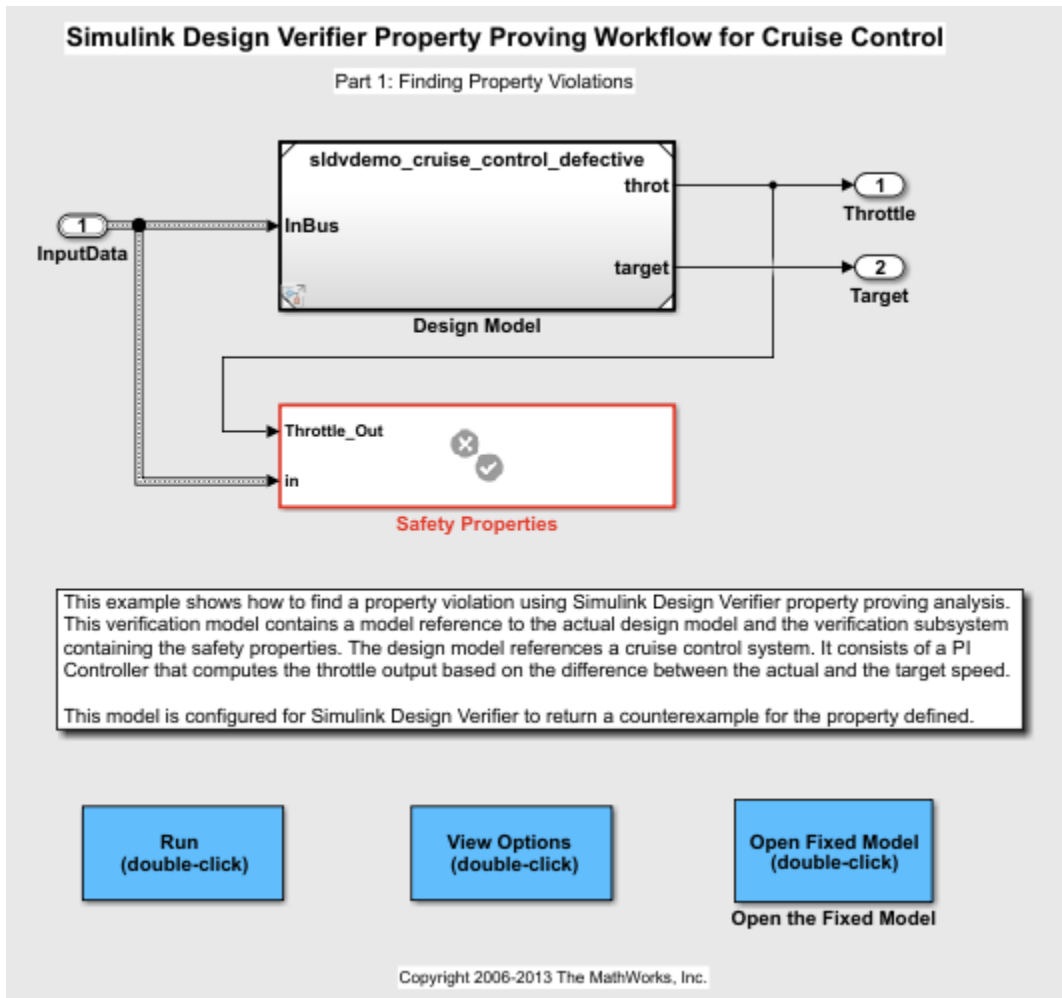 Simulink Design Verifier Property Proving Workflow for Cruise Control
Part 1: Finding Property Violations
sldvdemo_cruise_control_defective
throt
1
Throttle
1
InBus
InputData
target
2
Target
Design Model
Throttle_Out
in
Safety Properties
This example shows how to find a property violation using Simulink Design Verifier property proving analysis.
This verification model contains a model reference to the actual design model and the verification subsystem
containing the safety properties. The design model references a cruise control system. It consists of a PI
Controller that computes the throttle output based on the difference between the actual and the target speed.
This model is configured for Simulink Design Verifier to return a counterexample for the property defined.
Run
(double-click)
View Options
(double-click)
Open Fixed Model
(double-click)
Open the Fixed Model
Copyright 2006-2013 The MathWorks, Inc.